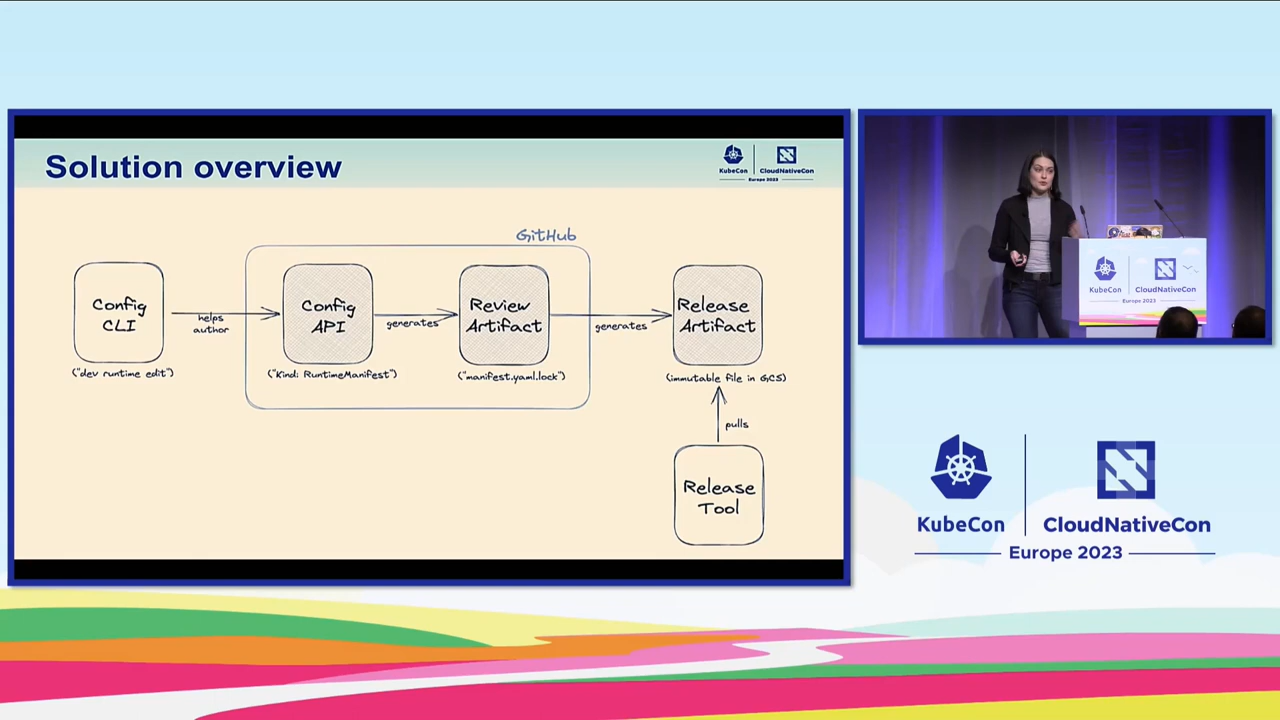 Solution overview
KubeCon
CloudNativeCon
Europe 2023
GitHub
Config
CLI
("dev runtime edit")
helps
author
Config
API
("Kind: RuntimeManifest")
generates
Review
Artifact
("manifest.yaml.lock")
generates
Release
Artifact
(immutable file in GCS)
pulls
Release
Tool
KubeCon
CloudNativeCon
Europe 2023
KubeCon
CloudNativeCon
Europe 2023